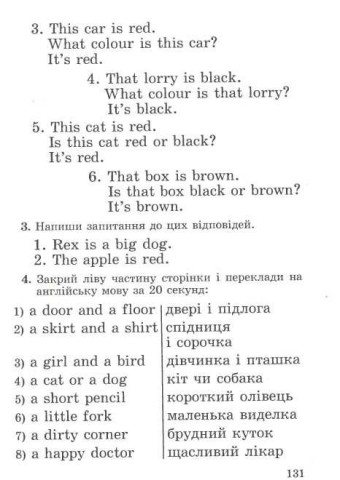 3. This car is red.
What colour is this car?
It's red.
4. That lorry is black.
What colour is that lorry?
It's black.
5. This cat is red.
Is this cat red or black?
It's red.
6. That box is brown.
Is that box black or brown?
It's brown.
3. Напиши запитання до цих відповідей.
1. Rex is a big dog.
2. The apple is red.
4. Закрий ліву частину сторінки і переклади на
англійську мову за 20 секунд:
1) a door and a floor двері і підлога
2) a skirt and a shirt спідниця
і сорочка
3) a girl and a bird дівчинка і пташка
4) a cat or a dog кіт чи собака
5) a short pencil короткий олівець
6) a little fork маленька виделка
7) a dirty corner брудний куток
8) a happy doctor щасливий лікар
131